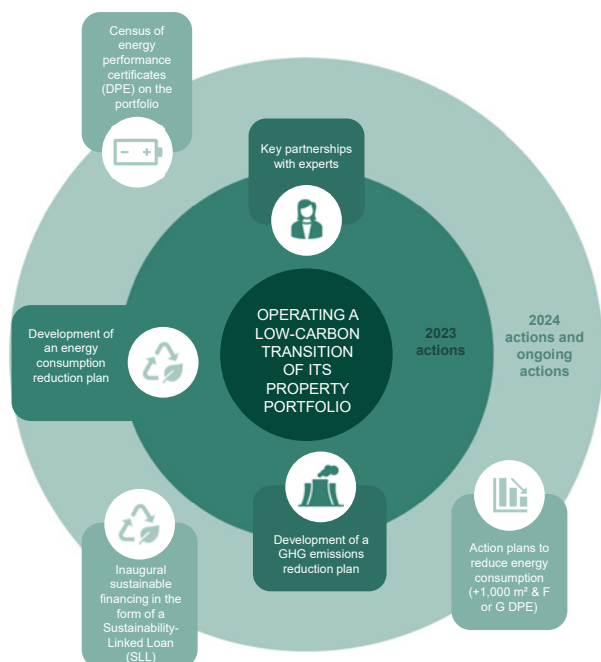 Census of
energy
performance
certificates
(DPE) on the
portfolio
Key partnerships
with experts
OPERATING A
LOW-CARBON
TRANSITION
OF ITS
PROPERTY
PORTFOLIO
2023
actions
2024
actions and
ongoing
actions
Development of
an energy
consumption
reduction plan
Development of a
GHG emissions
reduction plan
Inaugural
sustainable
financing in the
form of a
Sustainability-
Linked Loan
(SLL)
Action plans to
reduce energy
consumption
(+1,000 m² & F
or G DPE)